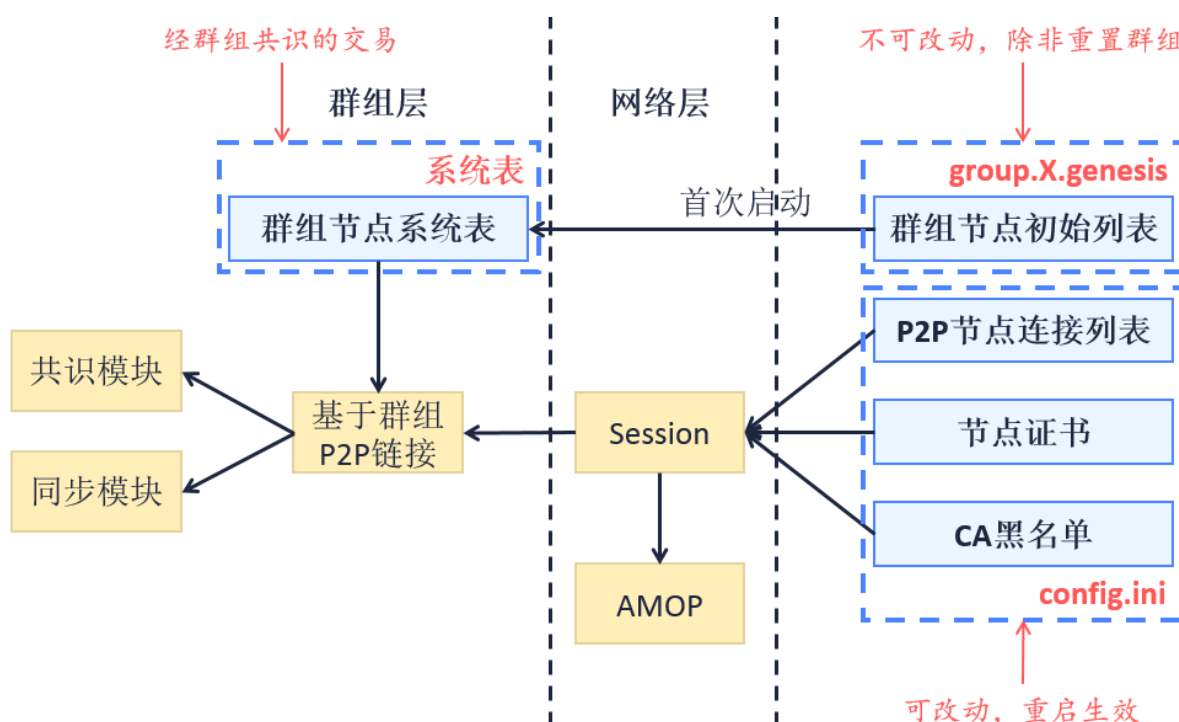 经群组共识的交易
不可改动，除非重置群组
群组层
网络层
系统表
group.X.genesis
首次启动
群组节点系统表
群组节点初始列表
P2P节点连接列表
共识模块
基于群组
P2P链接
Session
节点证书
同步模块
CA黑名单
AMOP
config.ini
可改动，重启生效